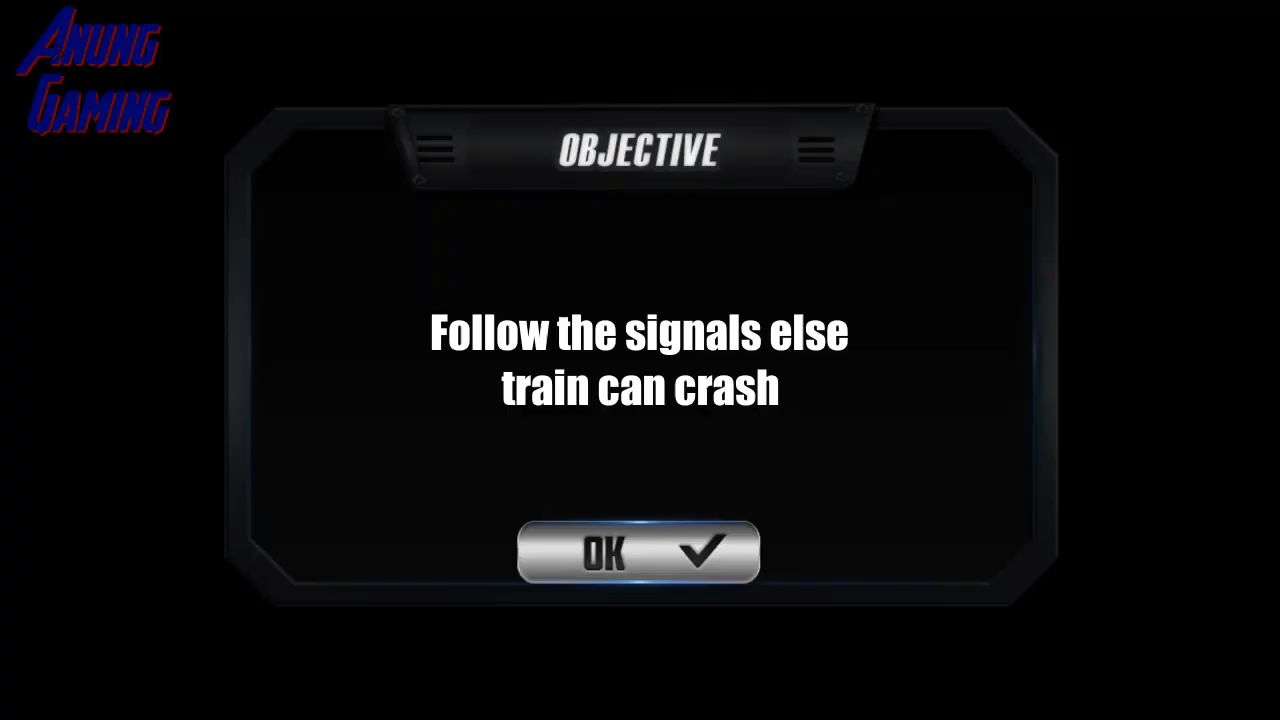 ANUNG
GAMING
OBJECTIVE
Follow the signals else
train can crash
OK